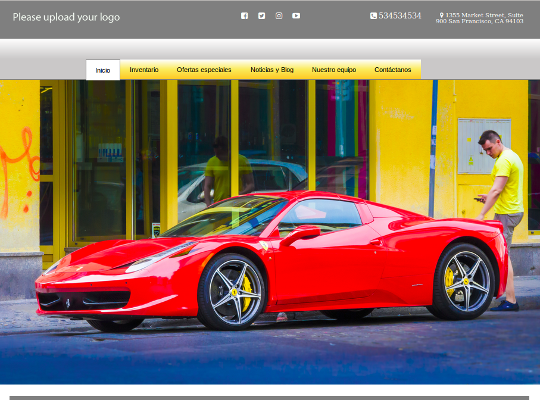 Please upload your logo
534534534
1355 Market Street, Suite
900 San Francisco, CA 94103
Inicio Inventario Ofertas especiales Noticias y Blog Nuestro equipo Contáctanos